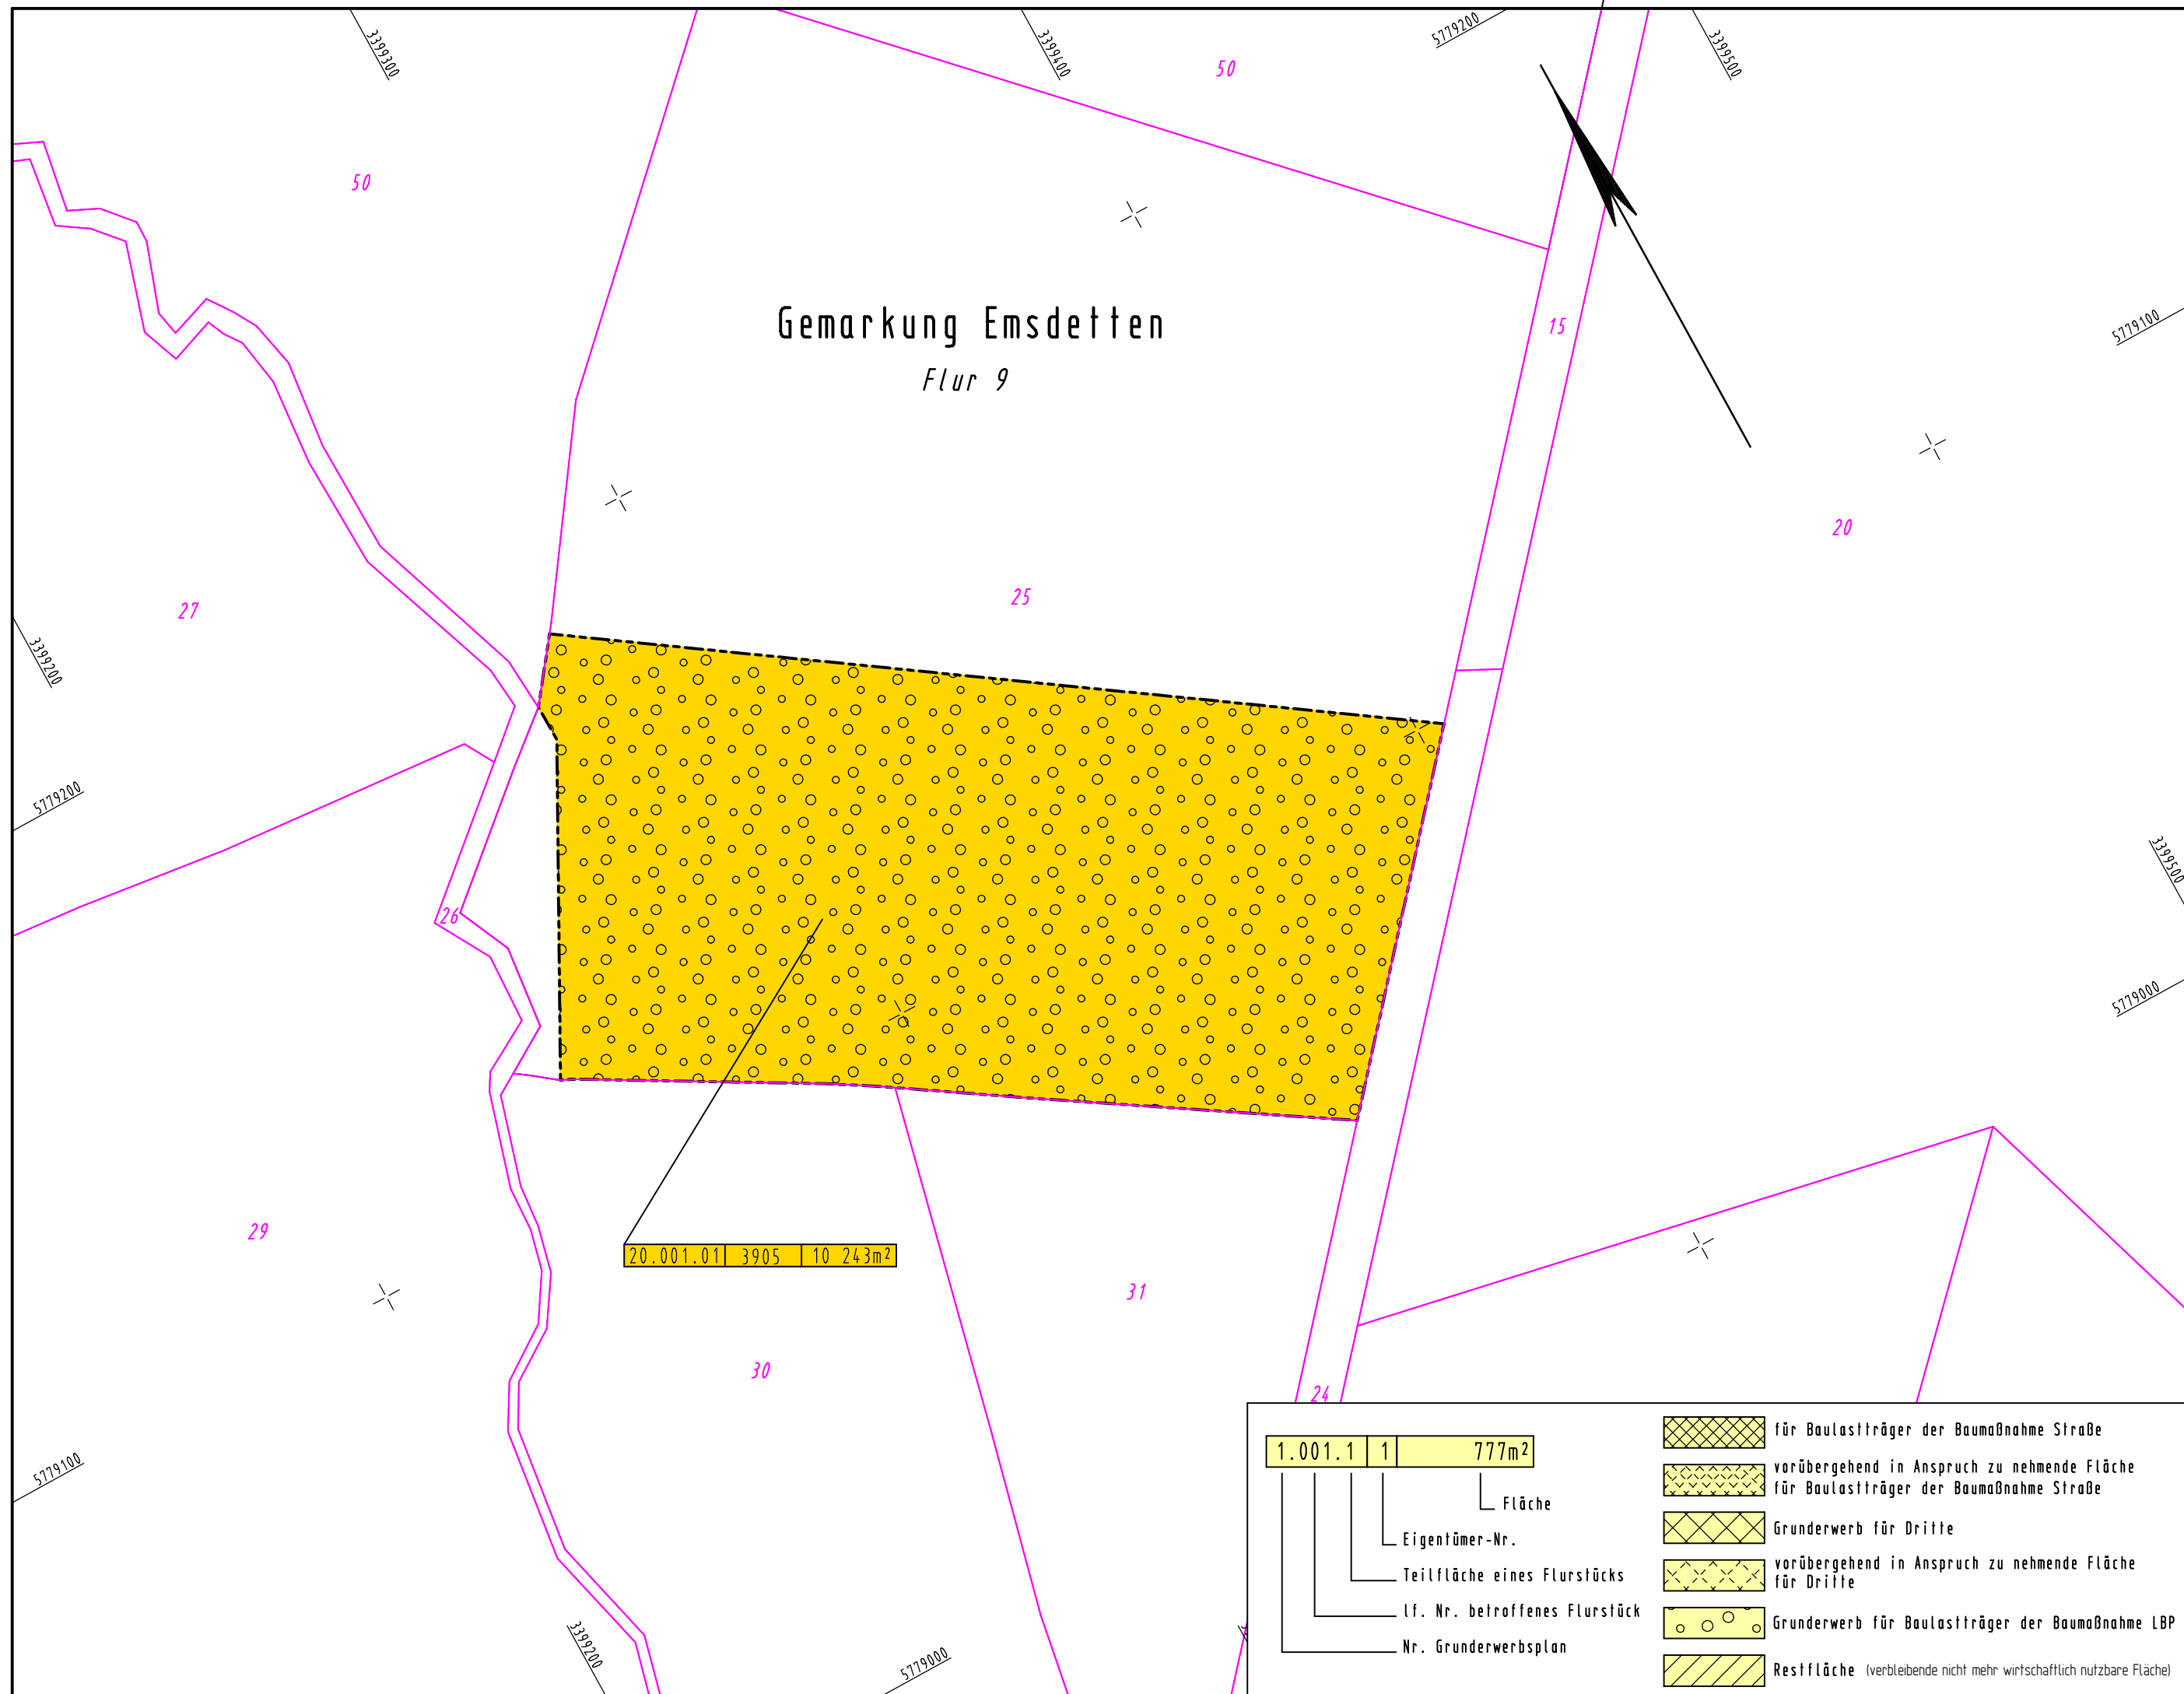 3399300
3399400
5779200
3399500
50
50
Gemarkung Emsdetten
Flur 9
15
5779100
20
27
25
3399200
5779200
3399500
26
5779000
29
20.001.01 3905 10 243m²
31
30
24
5779100
3399200
5779000
1.001.1 1 777m²
Fläche
Eigentümer-Nr.
Teilfläche eines Flurstücks
lf. Nr. betroffenes Flurstück
Nr. Grunderwerbsplan
für Baulastträger der Baumaßnahme Straße
vorübergehend in Anspruch zu nehmende Fläche
für Baulastträger der Baumaßnahme Straße
Grunderwerb für Dritte
vorübergehend in Anspruch zu nehmende Fläche
für Dritte
Grunderwerb für Baulastträger der Baumaßnahme LBP
Restfläche (verbleibende nicht mehr wirtschaftlich nutzbare Fläche)